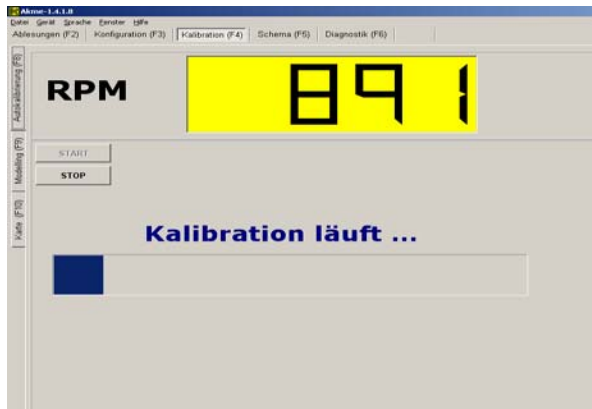 Akme-1.4.1.8
Datei Gerät Sprache Fenster Hilfe
Ablesungen (F2) Konfiguration (F3) Kalibration (F4) Schema (F5) Diagnostik (F6)
Autokalibrierung (F8)
RPM 891
START
STOP
Modelling (F9)
Karte (F10)
Kalibration läuft ...